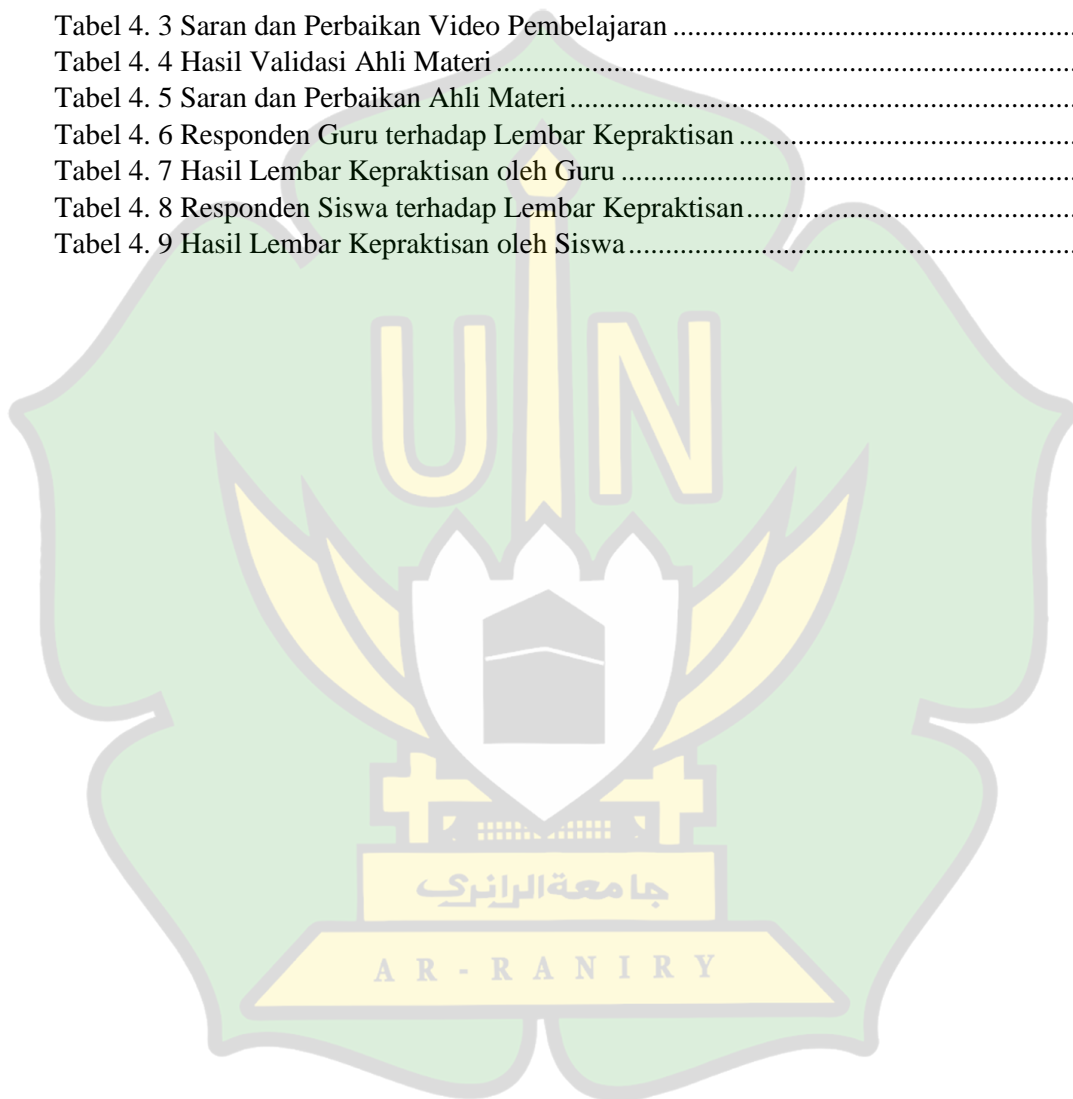 Tabel 4. 3 Saran dan Perbaikan Video Pembelajaran ........................................................
Tabel 4. 4 Hasil Validasi Ahli Materi ................................................................................
Tabel 4. 5 Saran dan Perbaikan Ahli Materi ......................................................................
Tabel 4. 6 Responden Guru terhadap Lembar Kepraktisan ..............................................
Tabel 4. 7 Hasil Lembar Kepraktisan oleh Guru ..............................................................
Tabel 4. 8 Responden Siswa terhadap Lembar Kepraktisan .............................................
Tabel 4. 9 Hasil Lembar Kepraktisan oleh Siswa .............................................................
UIN
جامعة الرانري
AR-RANIRY